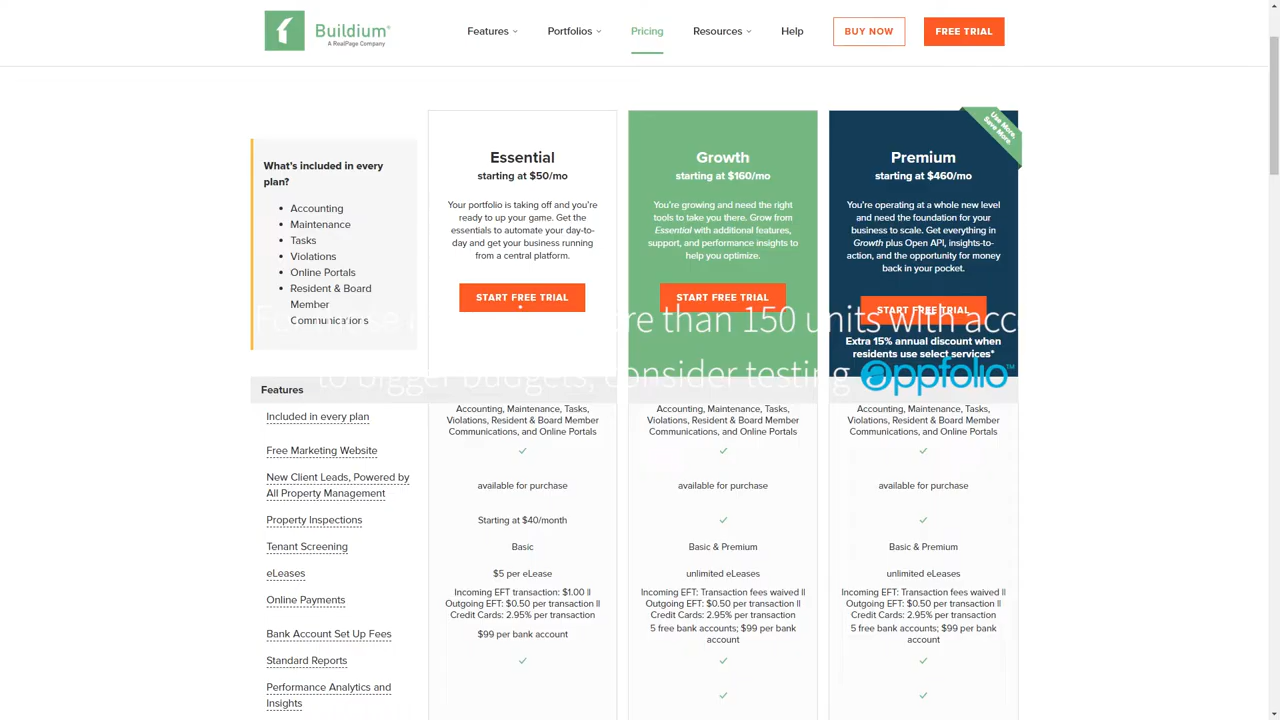 Buildium®
A RealPage Company
Features
Portfolios
Pricing
Resources
Help
BUY NOW
FREE TRIAL
What's included in every
plan?
• Accounting
• Maintenance
• Tasks
• Violations
• Online Portals
• Resident & Board
Member
Communications
Essential
starting at $50/mo
Your portfolio is taking off and you're
ready to up your game. Get the
essentials to automate your day-to-
day and get your business running
from a central platform.
START FREE TRIAL
Growth
starting at $160/mo
You're growing and need the right
tools to take you there. Grow from
Essential with additional features,
support, and performance insights to
help you optimize.
START FREE TRIAL
Use More,
Save More.
Premium
starting at $460/mo
You're operating at a whole new level
and need the foundation for your
business to scale. Get everything in
Growth plus Open API, insights-to-
action, and the opportunity for money
back in your pocket.
START FREE TRIAL
Extra 15% annual discount when
residents use select services*
more than 150 units with
to bigger budgets, consider testing
appfolio™
Features
Included in every plan
Accounting, Maintenance, Tasks,
Violations, Resident & Board Member
Communications, and Online Portals
Accounting, Maintenance, Tasks,
Violations, Resident & Board Member
Communications, and Online Portals
Accounting, Maintenance, Tasks,
Violations, Resident & Board Member
Communications, and Online Portals
Free Marketing Website
New Client Leads, Powered by
All Property Management
available for purchase
available for purchase
available for purchase
Property Inspections
Starting at $40/month
Tenant Screening
Basic
Basic & Premium
Basic & Premium
eLeases
$5 per eLease
unlimited eLeases
unlimited eLeases
Online Payments
Incoming EFT transaction: $1.00 ||
Outgoing EFT: $0.50 per transaction ||
Credit Cards: 2.95% per transaction
Incoming EFT: Transaction fees waived ||
Outgoing EFT: $0.50 per transaction ||
Credit Cards: 2.95% per transaction
Incoming EFT: Transaction fees waived ||
Outgoing EFT: $0.50 per transaction ||
Credit Cards: 2.95% per transaction
Bank Account Set Up Fees
$99 per bank account
5 free bank accounts; $99 per bank
account
5 free bank accounts; $99 per bank
account
Standard Reports
Performance Analytics and
Insights